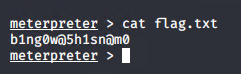 meterpreter > cat flag.txt
b1ng0w@5h1sn@m0
meterpreter >